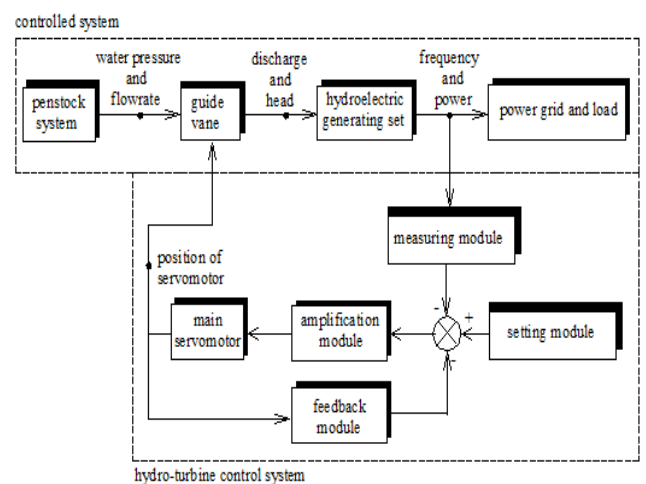 controlled system
water pressure
and
flowrate
discharge
and
head
frequency
and
power
penstock
system
guide
vane
hydroelectric
generating set
power grid and load
measuring module
position of
servomotor
-
+
main
servomotor
amplification
module
setting module
-
feedback
module
hydro-turbine control system